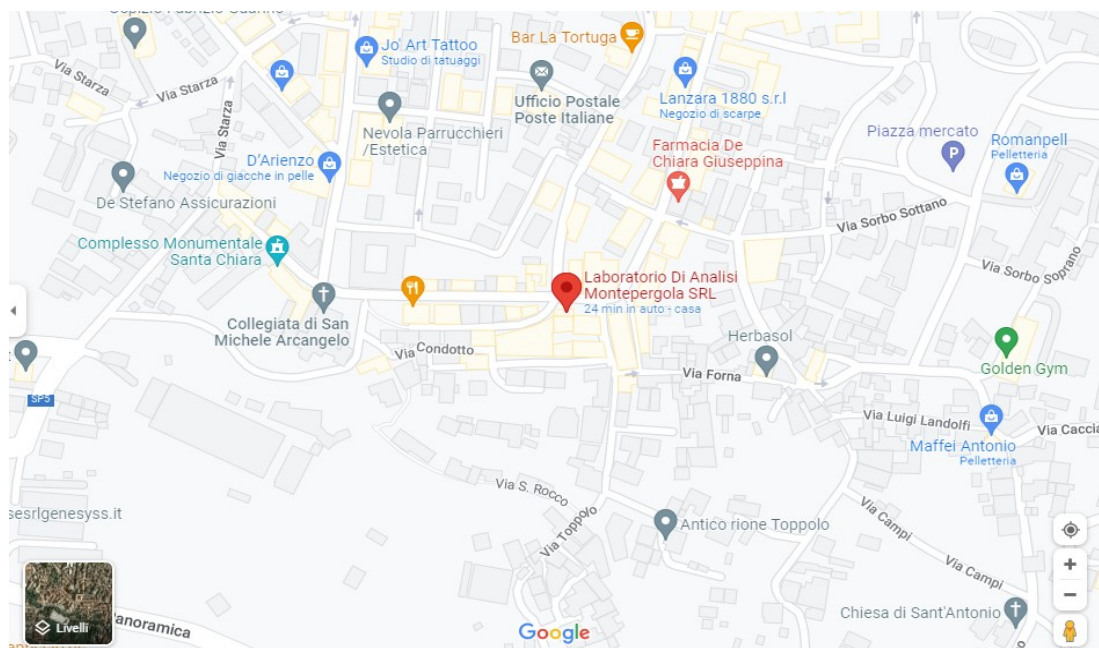 Ospizio Fabrizio Guarino
Jo' Art Tattoo
Studio di tatuaggi
Bar La Tortuga
Ufficio Postale
Poste Italiane
Lanzara 1880 s.r.l
Negozio di scarpe
Via Starza
Via Starza
Via Starza
Nevola Parrucchieri
/Estetica
Farmacia De
Chiara Giuseppina
Piazza mercato
P
Romanpell
Pelletteria
D'Arienzo
Negozio di giacche in pelle
De Stefano Assicurazioni
Via Sorbo Sottano
Complesso Monumentale
Santa Chiara
Via Sorbo Soprano
Laboratorio Di Analisi
Montepergola SRL
24 min in auto - casa
Collegiata di San
Michele Arcangelo
Via Condotto
Herbasol
Via Forna
Golden Gym
SP5
Via Luigi Landolfi
Via Caccia
Maffei Antonio
Pelletteria
Via S. Rocco
sesrlgenesyss.it
Via Toppolo
Antico rione Toppolo
Via Campi
Via Campi
Chiesa di Sant'Antonio
Livelli
Panoramica
Google